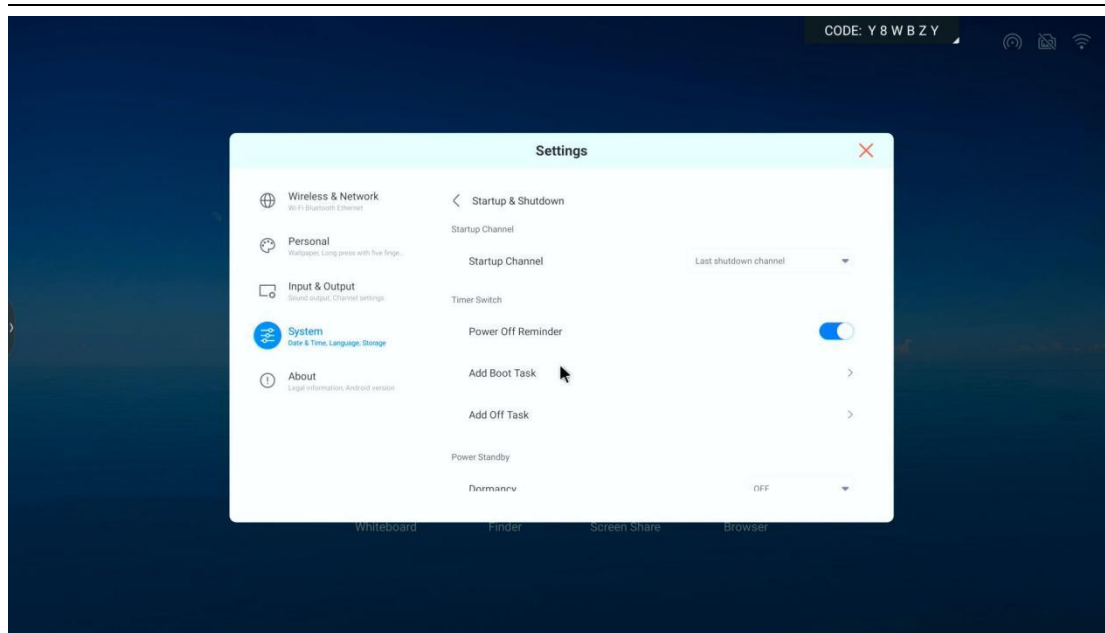 CODE: Y 8 W B Z Y
Settings
Wireless & Network
Wi-Fi Bluetooth Ethernet
Personal
Wallpaper, Long press with five finge...
Input & Output
Sound output, Channel settings
System
Date & Time, Language, Storage
About
Legal information, Android version
Startup & Shutdown
Startup Channel
Startup Channel
Last shutdown channel
Timer Switch
Power Off Reminder
Add Boot Task
Add Off Task
Power Standby
Dormancy
OFF
Whiteboard
Finder
Screen Share
Browser